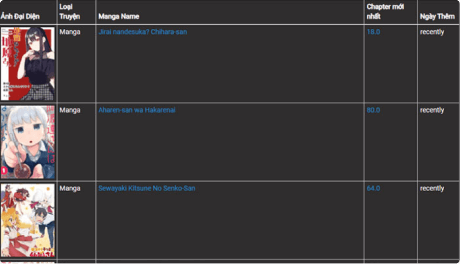 Ảnh Đại Diện
Loại Truyện
Manga Name
Chapter mới nhất
Ngày Thêm
Manga
Jirai nandesuka? Chihara-san
18.0
recently
Manga
Aharen-san wa Hakarenai
80.0
recently
Manga
Sewayaki Kitsune No Senko-San
64.0
recently